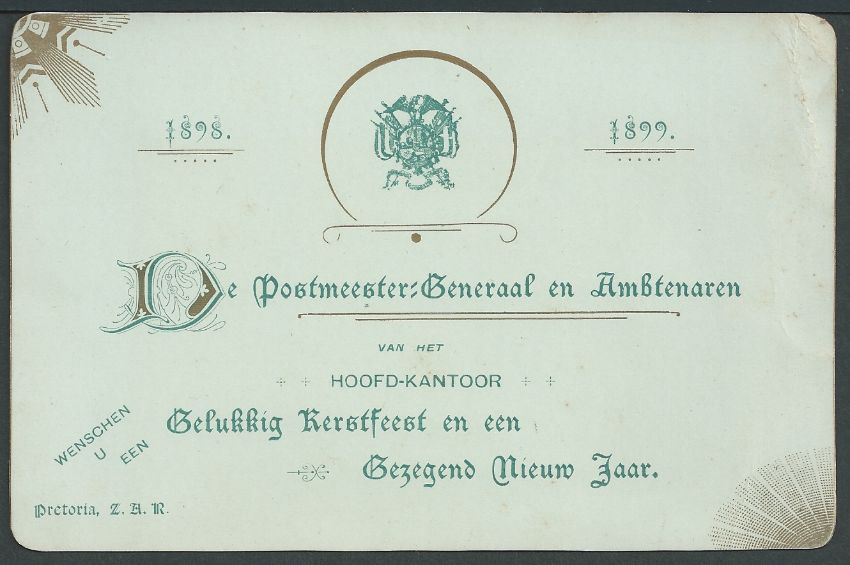 1898.
1899.
De Postmeester-Generaal en Ambtenaren
VAN HET
HOOFD-KANTOOR
WENSCHEN
U EEN
Gelukkig Kerstfeest en een
Gezegend Nieuw Jaar.
Pretoria, Z. A. R.